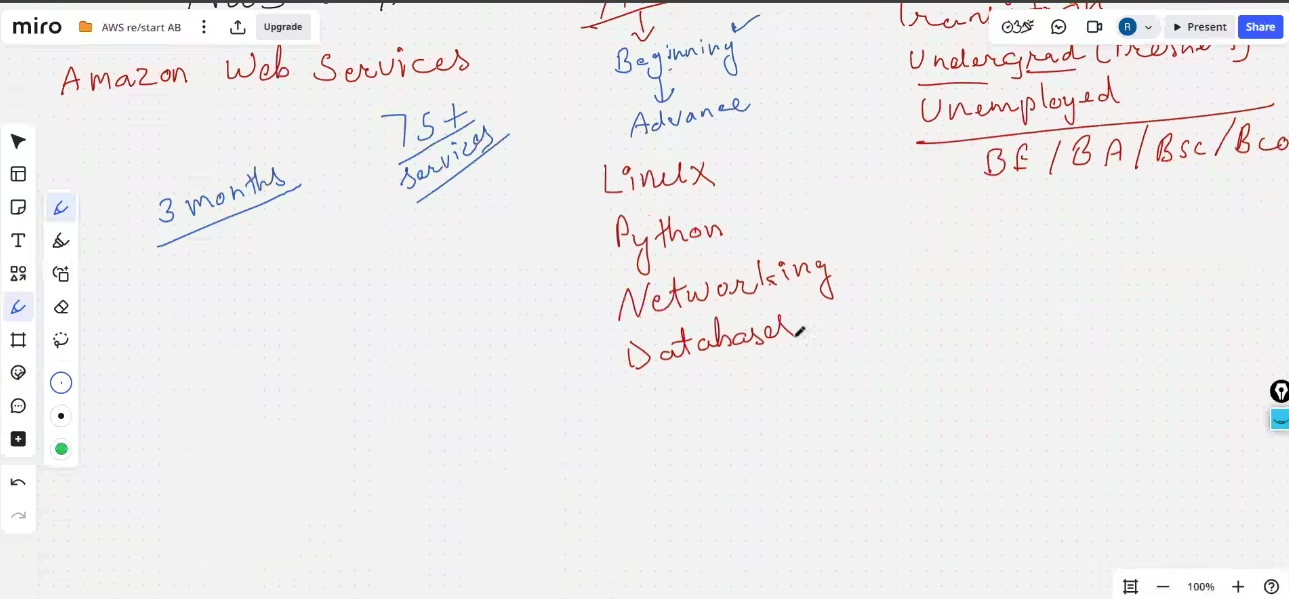 miro AWS re/start AB Upgrade
Present Share
Amazon Web Services
75+
services
3 months
Beginning
Advance
Linux
Python
Networking
Databases
Undergrad (Freshers)
Unemployed
BE / BA / BSc / BCo
R
T
100%